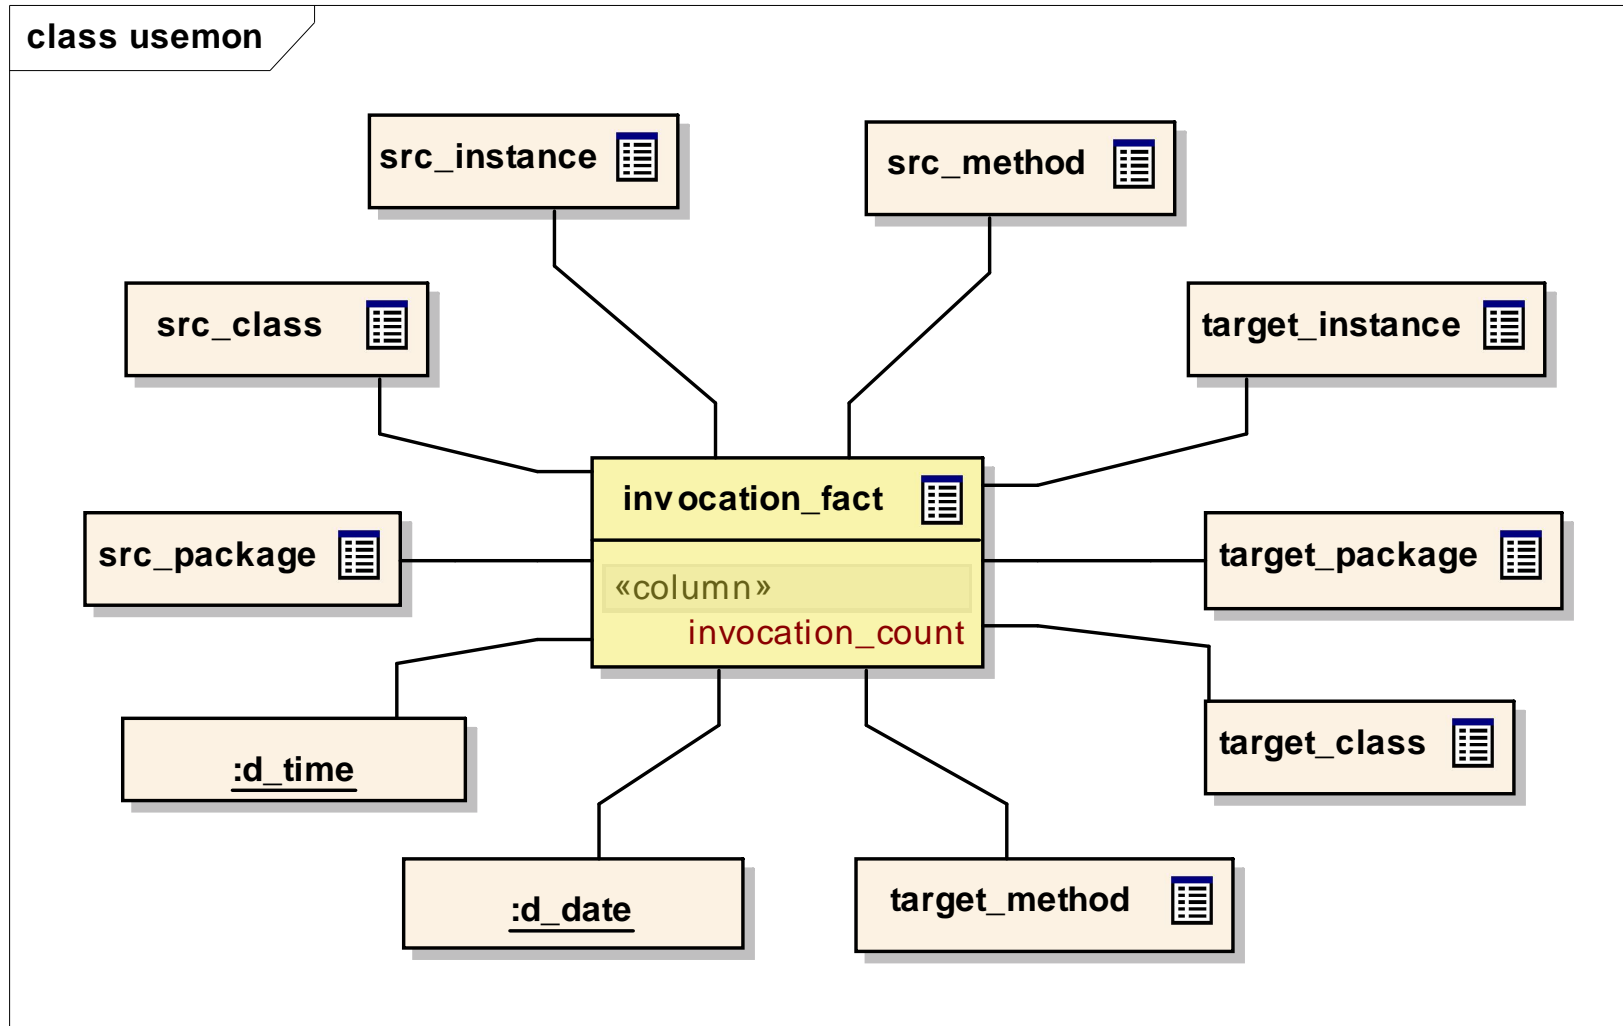 class usemon
src_instance
src_method
src_class
target_instance
invocation_fact
src_package
target_package
«column»
invocation_count
target_class
:d_time
target_method
:d_date